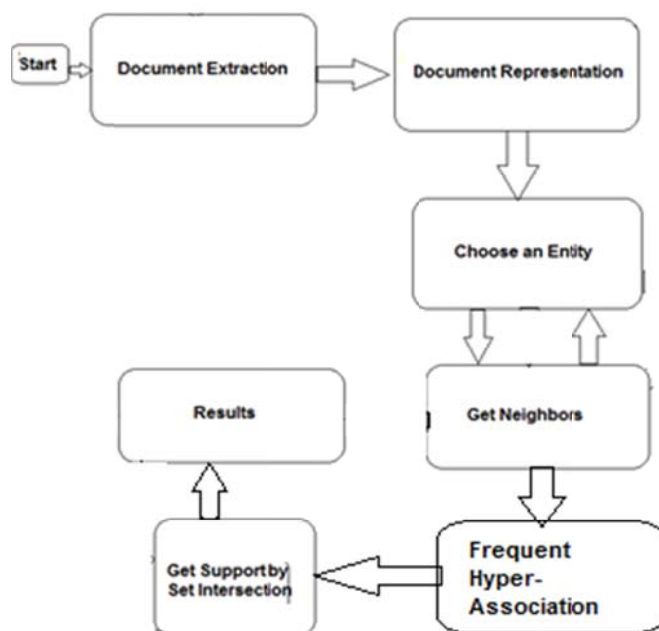 Start
Document Extraction
Document Representation
Choose an Entity
Get Neighbors
Frequent
Hyper-
Association
Get Support by
Set Intersection
Results